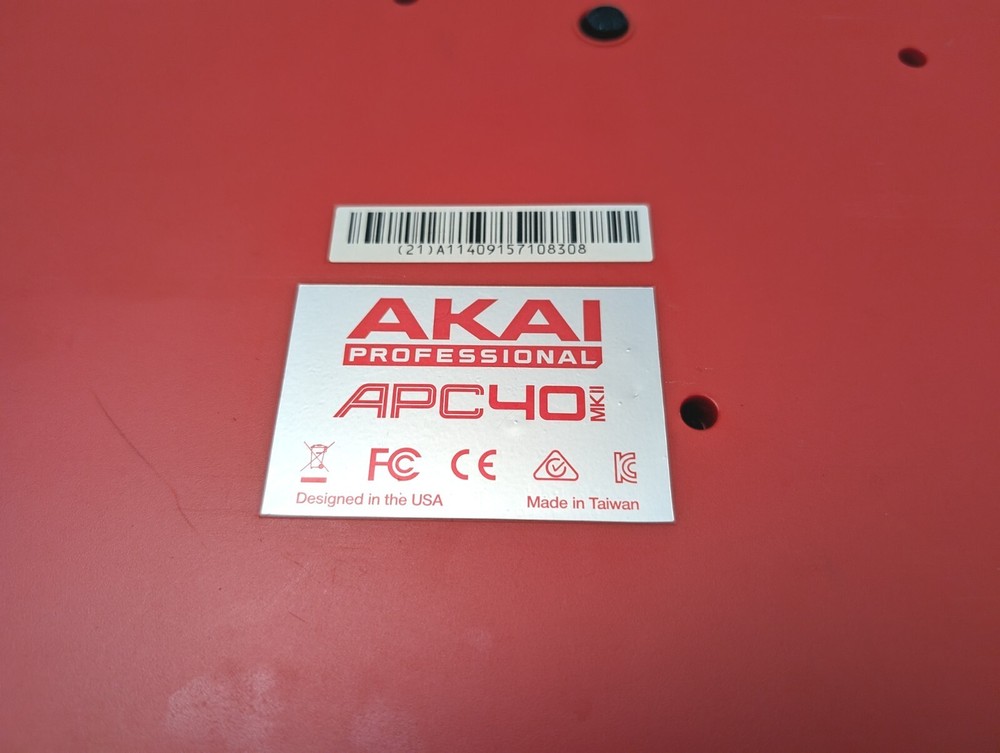 (21)A11409157108308
AKAI
PROFESSIONAL
APC40 MKII
FC CE
Designed in the USA
Made in Taiwan